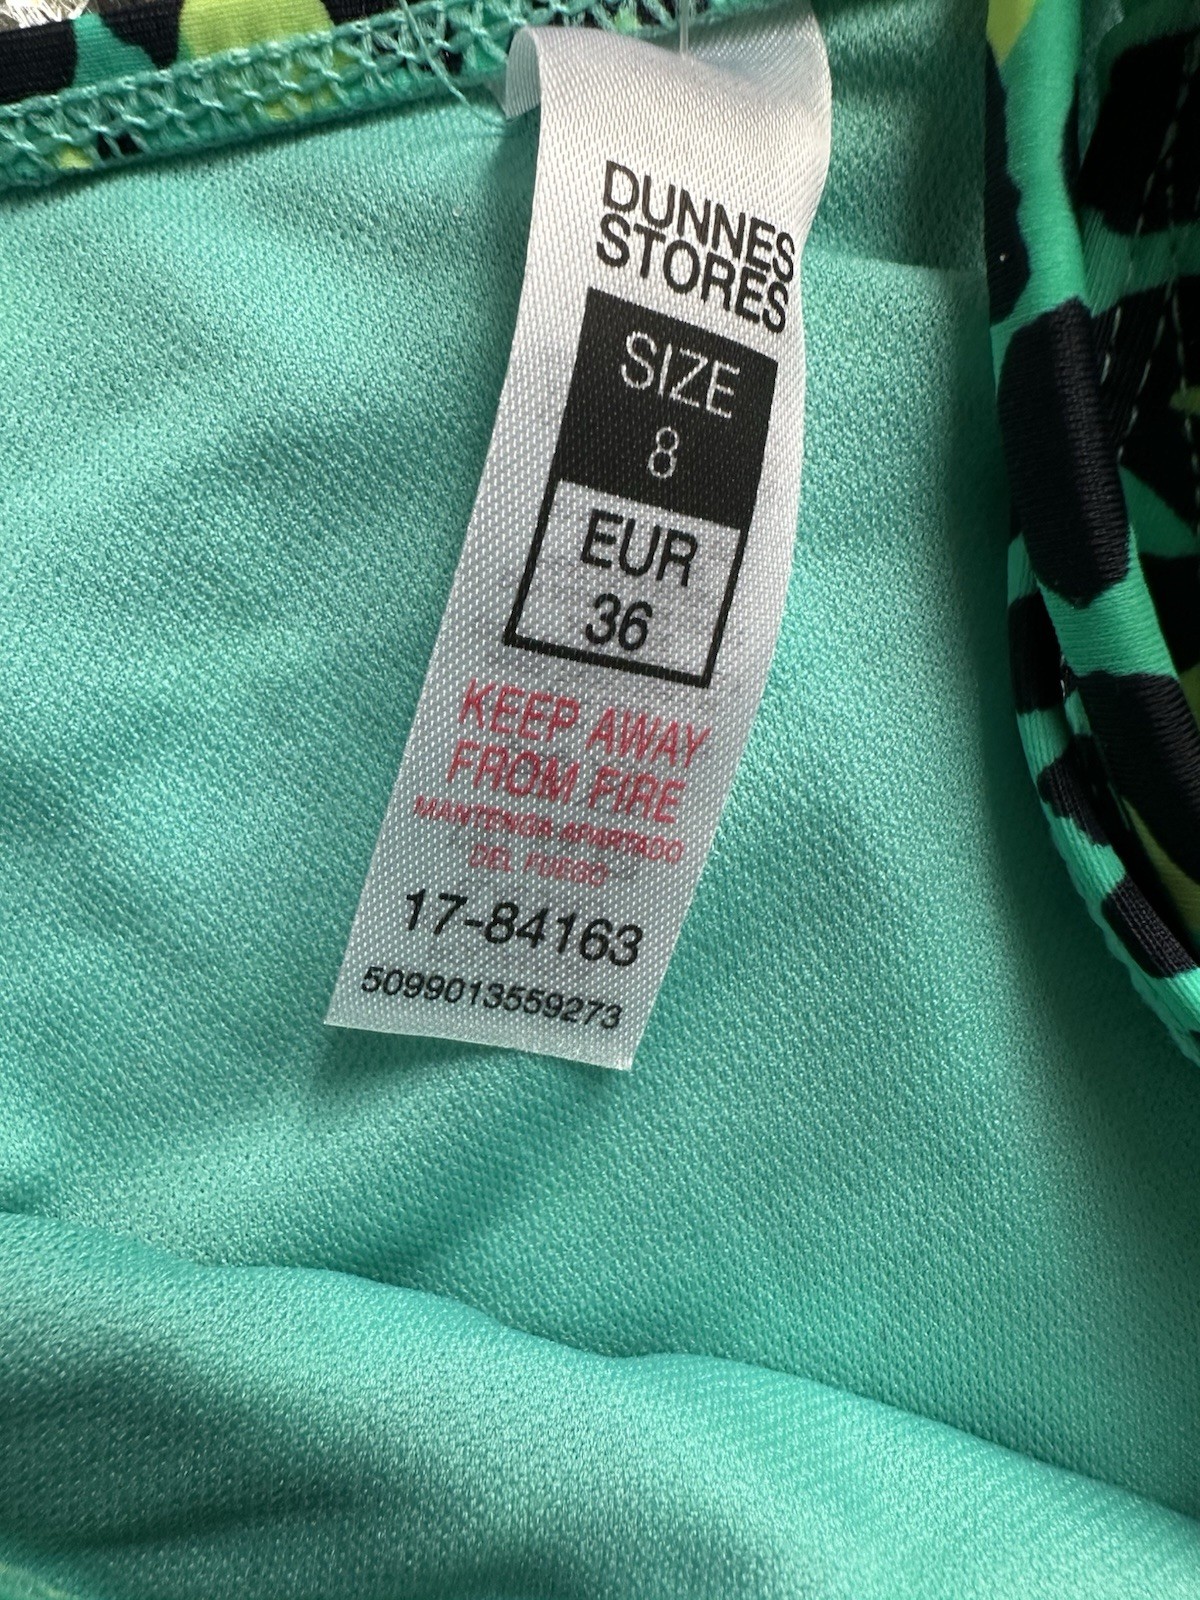 DUNNES
STORES
SIZE
8
EUR
36
KEEP AWAY
FROM FIRE
MANTENGA APARTADO
DEL FUEGO
17-84163
5099013559273